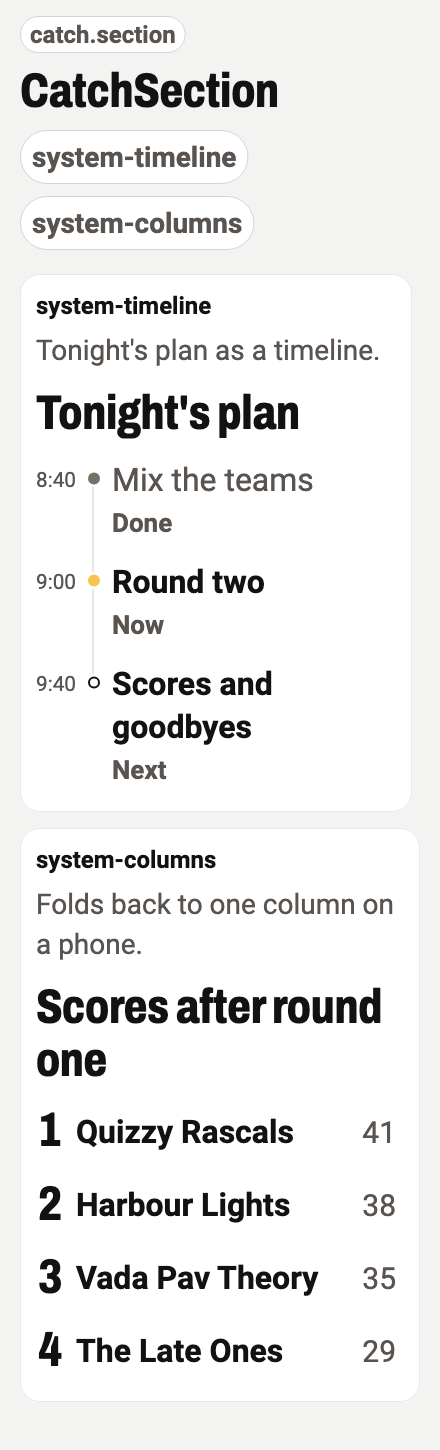 catch.section
CatchSection
system-timeline
system-columns
system-timeline
Tonight's plan as a timeline.
Tonight's plan
8:40 Mix the teams
Done
9:00 Round two
Now
9:40 Scores and
goodbyes
Next
system-columns
Folds back to one column on
a phone.
Scores after round
one
1 Quizzy Rascals 41
2 Harbour Lights 38
3 Vada Pav Theory 35
4 The Late Ones 29